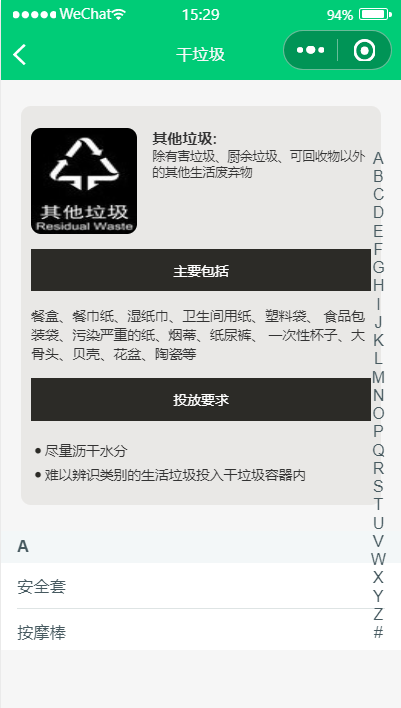 WeChat 15:29 94%
干垃圾
其他垃圾:
除有害垃圾、厨余垃圾、可回收物以外
的其他生活废弃物
其他垃圾
Residual Waste
主要包括
餐盒、餐巾纸、湿纸巾、卫生间用纸、塑料袋、 食品包
装袋、污染严重的纸、烟蒂、纸尿裤、 一次性杯子、大
骨头、贝壳、花盆、陶瓷等
投放要求
尽量沥干水分
难以辨识类别的生活垃圾投入干垃圾容器内
A
安全套
按摩棒
A
B
C
D
E
F
G
H
I
J
K
L
M
N
O
P
Q
R
S
T
U
V
W
X
Y
Z
#